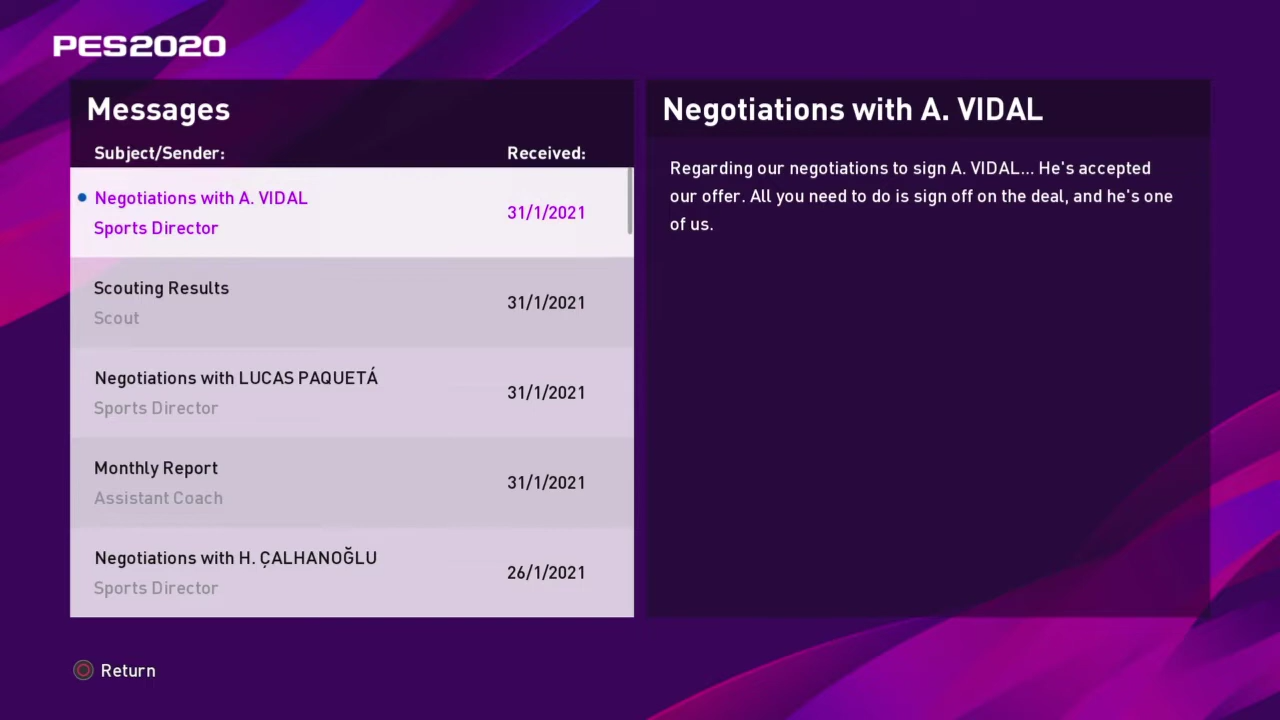 PES2020
Messages
Subject/Sender: Received:
Negotiations with A. VIDAL
Sports Director
31/1/2021
Scouting Results
Scout
31/1/2021
Negotiations with LUCAS PAQUETÁ
Sports Director
31/1/2021
Monthly Report
Assistant Coach
31/1/2021
Negotiations with H. ÇALHANOĞLU
Sports Director
26/1/2021
Negotiations with A. VIDAL
Regarding our negotiations to sign A. VIDAL... He's accepted
our offer. All you need to do is sign off on the deal, and he's one
of us.
Return